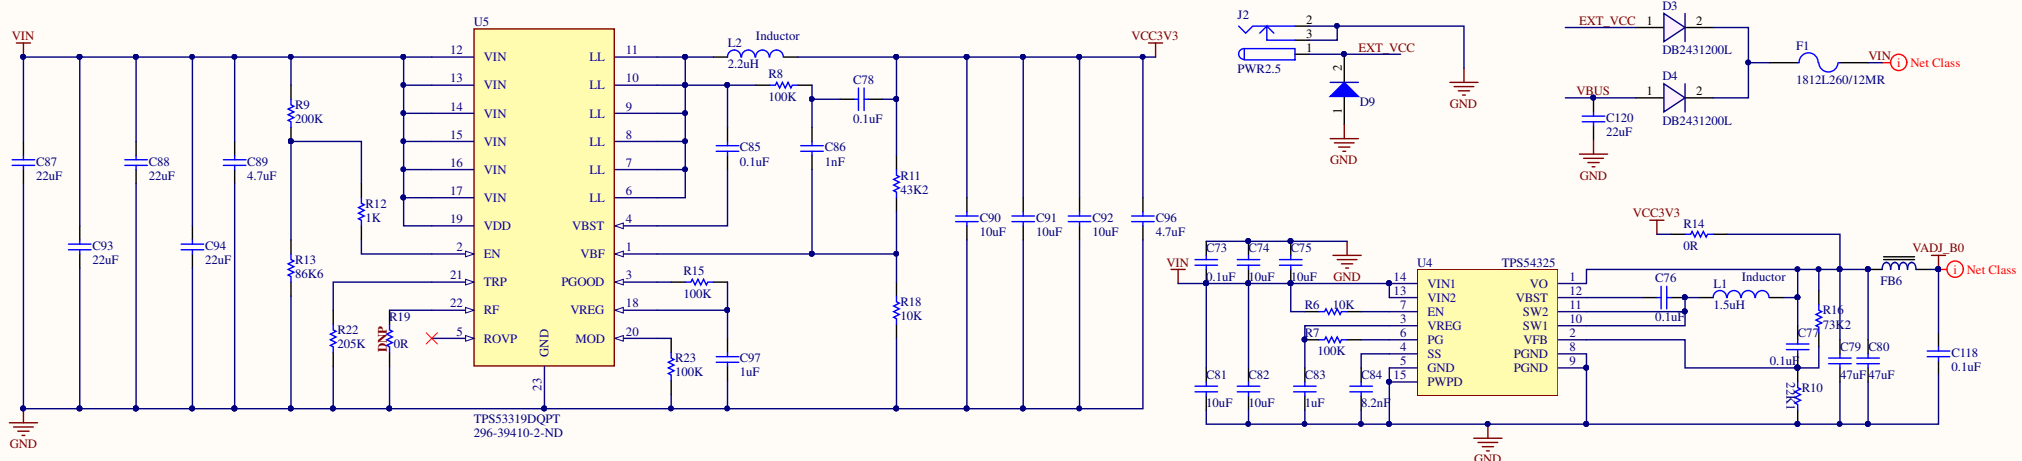 VIN
C87
22uF
C93
22uF
C88
22uF
C94
22uF
C89
4.7uF
R9
200K
R13
86K6
R12
1K
R22
205K
R19
0R
DNP
GND
U5
12 VIN
13 VIN
14 VIN
15 VIN
16 VIN
17 VIN
19 VDD
2 EN
21 TRP
22 RF
5 ROVP
LL 11
LL 10
LL 9
LL 8
LL 7
LL 6
VBST 4
VBF 1
PGOOD 3
VREG 18
MOD 20
GND
23
TPS53319DQPT
296-39410-2-ND
L2 Inductor
2.2uH
R8
100K
C78
0.1uF
C85
0.1uF
C86
1nF
R11
43K2
R15
100K
R18
10K
R23
100K
C97
1uF
C90
10uF
C91
10uF
C92
10uF
C96
4.7uF
VCC3V3
J2
2
3
1
PWR2.5
EXT_VCC
2
1
D9
GND
GND
D3
EXT_VCC 1 2
DB2431200L
D4
VBUS 1 2
DB2431200L
C120
22uF
GND
F1
1812L260/12MR
VIN
i Net Class
VCC3V3
R14
0R
VIN
C73
0.1uF
C74
10uF
C75
10uF
GND
R6 10K
R7
100K
C81
10uF
C82
10uF
C83
1uF
C84
8.2nF
U4 TPS54325
14 VIN1
13 VIN2
7 EN
3 VREG
6 PG
4 SS
5 GND
15 PWPD
VO 1
VBST 12
SW2 11
SW1 10
VFB 2
PGND 8
PGND 9
C76
0.1uF
L1 Inductor
1.5uH
C77
0.1uF
R16
73K2
R10
22K1
C79
47uF
C80
47uF
FB6
VADJ_B0
i Net Class
C118
0.1uF
GND